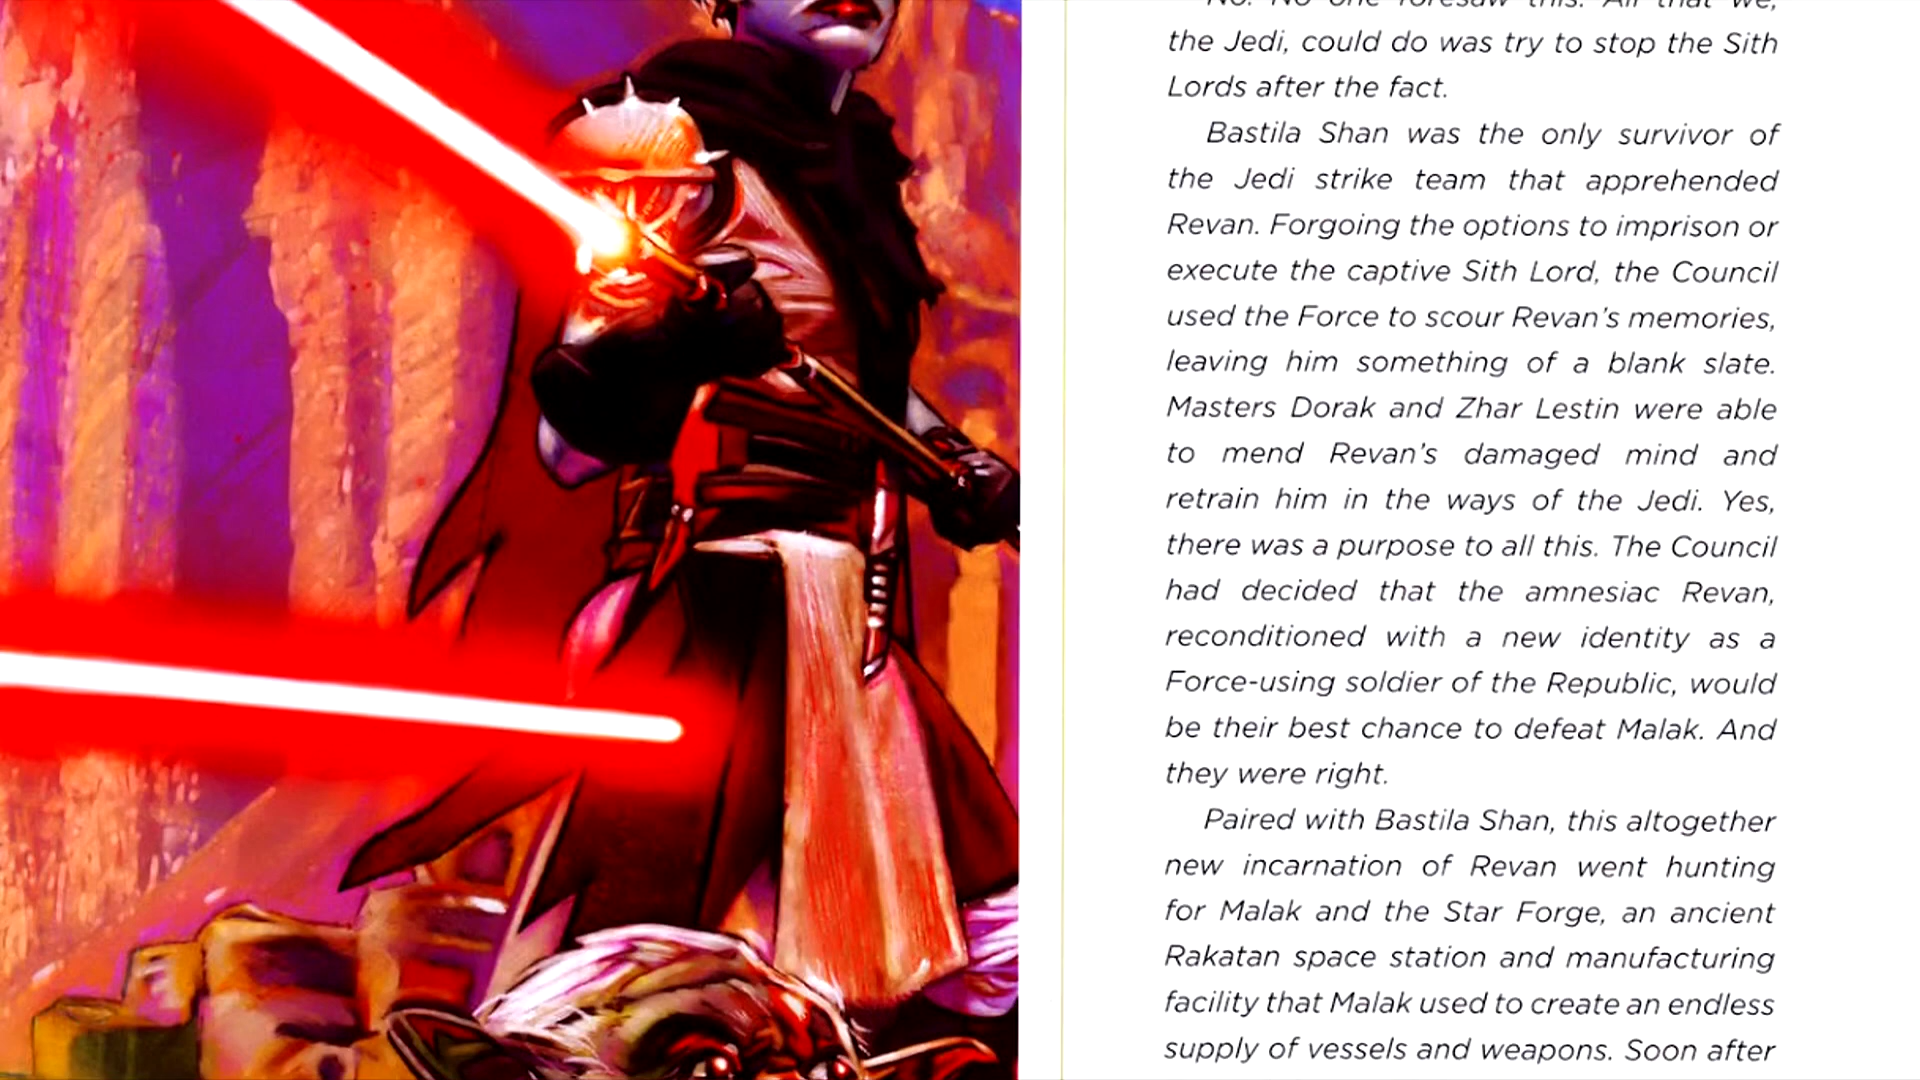 No. No one foresaw this. All that we,
the Jedi, could do was try to stop the Sith
Lords after the fact.
Bastila Shan was the only survivor of
the Jedi strike team that apprehended
Revan. Forgoing the options to imprison or
execute the captive Sith Lord, the Council
used the Force to scour Revan’s memories,
leaving him something of a blank slate.
Masters Dorak and Zhar Lestin were able
to mend Revan’s damaged mind and
retrain him in the ways of the Jedi. Yes,
there was a purpose to all this. The Council
had decided that the amnesiac Revan,
reconditioned with a new identity as a
Force-using soldier of the Republic, would
be their best chance to defeat Malak. And
they were right.
Paired with Bastila Shan, this altogether
new incarnation of Revan went hunting
for Malak and the Star Forge, an ancient
Rakatan space station and manufacturing
facility that Malak used to create an endless
supply of vessels and weapons. Soon after